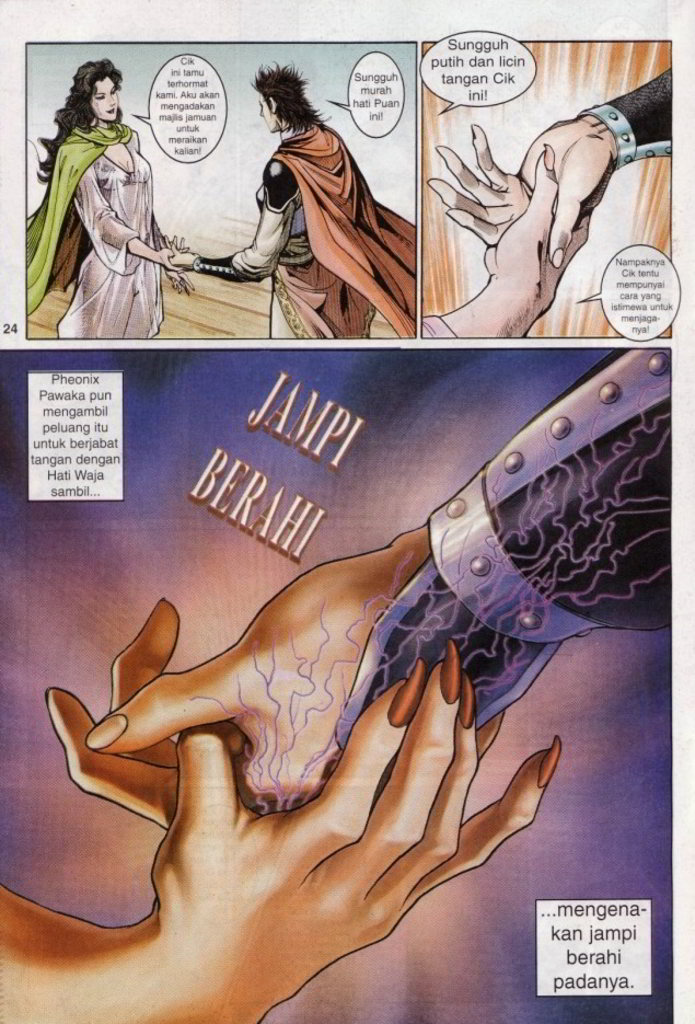 Cik
ini tamu
terhormat
kami. Aku akan
mengadakan
majlis jamuan
untuk
meraikan
kalian!
Sungguh
murah
hati Puan
ini!
Sungguh
putih dan licin
tangan Cik
ini!
Nampaknya
Cik tentu
mempunyai
cara yang
istimewa untuk
menjaga-
nya!
24
Pheonix
Pawaka pun
mengambil
peluang itu
untuk berjabat
tangan dengan
Hati Waja
sambil...
JAMPI
BERAHI
...mengena-
kan jampi
berahi
padanya.